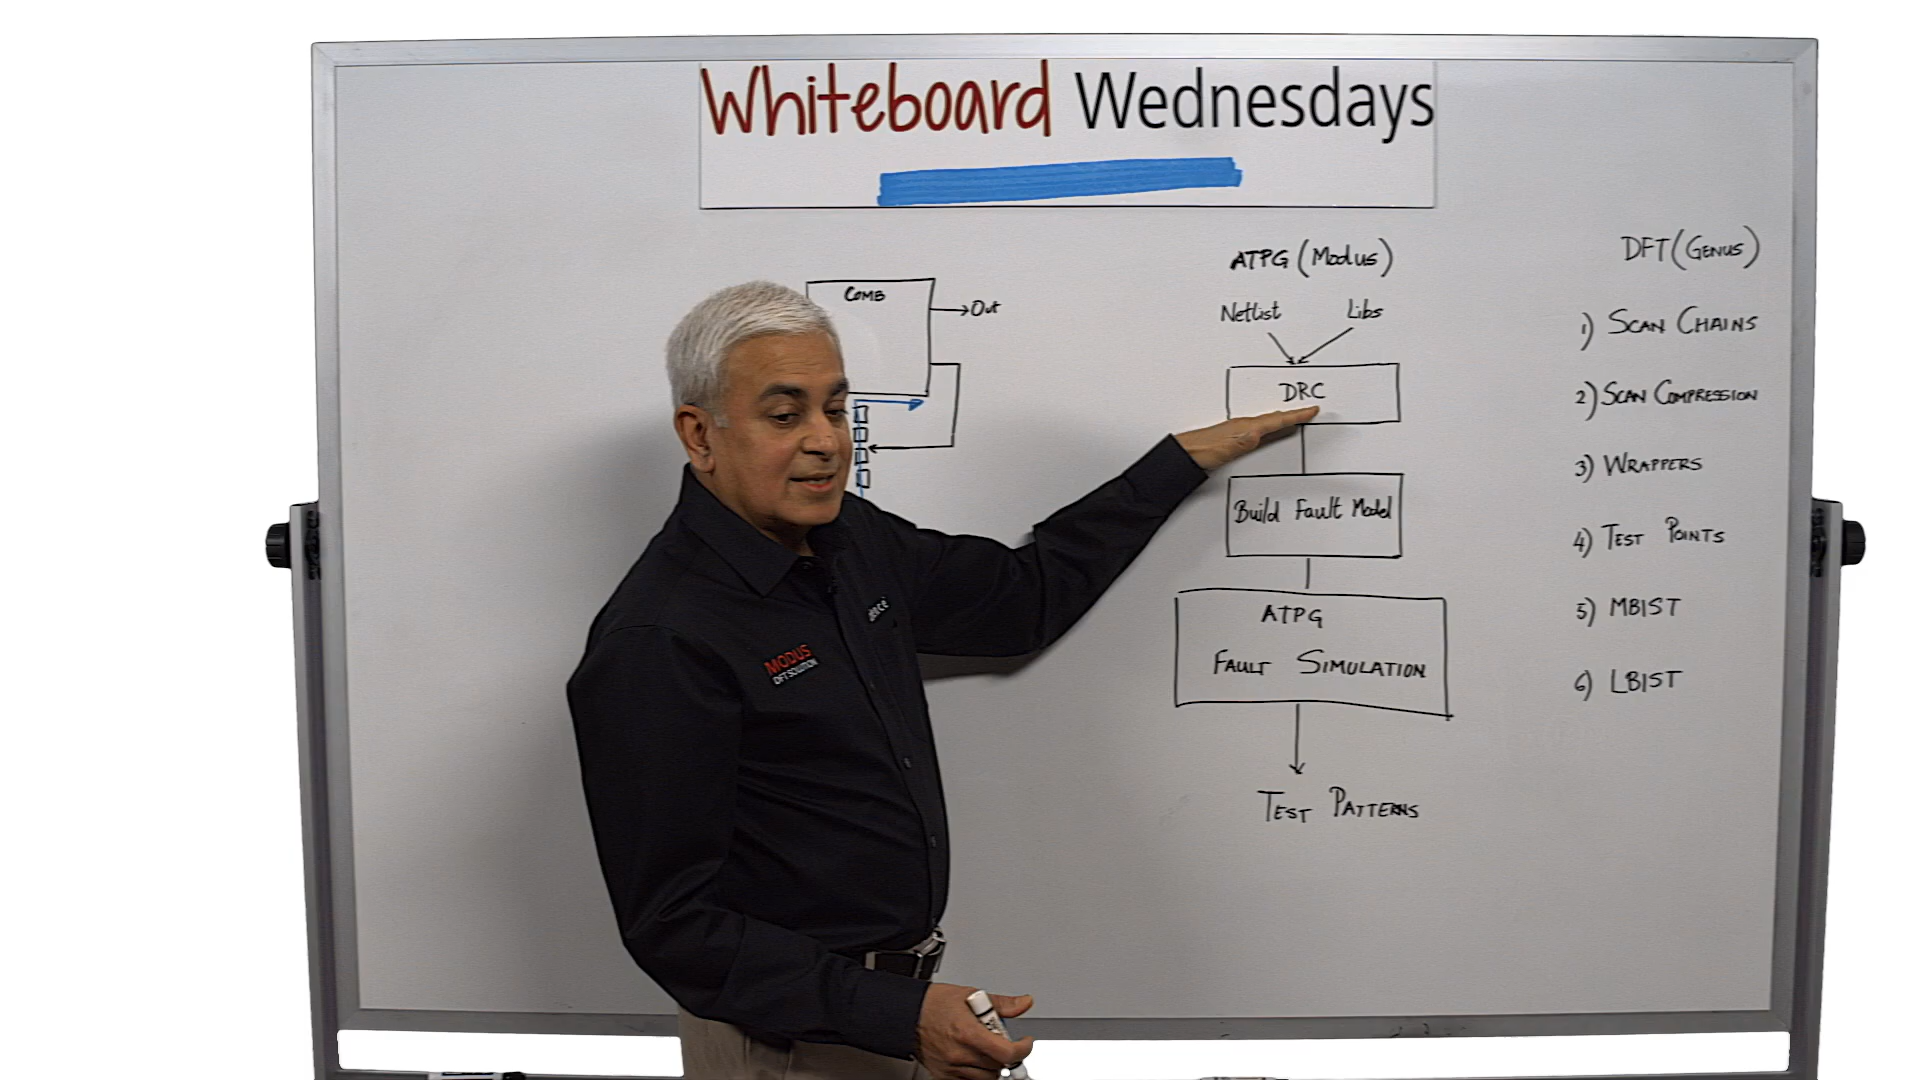 Whiteboard Wednesdays
COMB
Out
ATPG (Modus)
Netlist Libs
DRC
Build Fault Model
ATPG
FAULT SIMULATION
TEST PATTERNS
DFT (GENUS)
1) SCAN CHAINS
2) SCAN COMPRESSION
3) WRAPPERS
4) TEST POINTS
5) MBIST
6) LBIST
MODUS
DFT SOLUTION